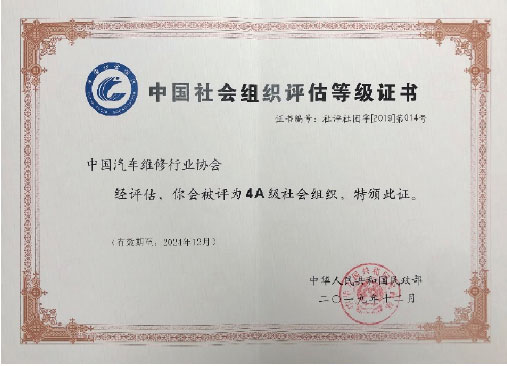 中国社会组织评估等级证书
证书编号：社评社团字[2019]第014号
中国汽车维修行业协会
经评估，你会被评为4A级社会组织，特颁此证。
（有效期至：2024年12月）
中华人民共和国民政部
二〇一九年十二月